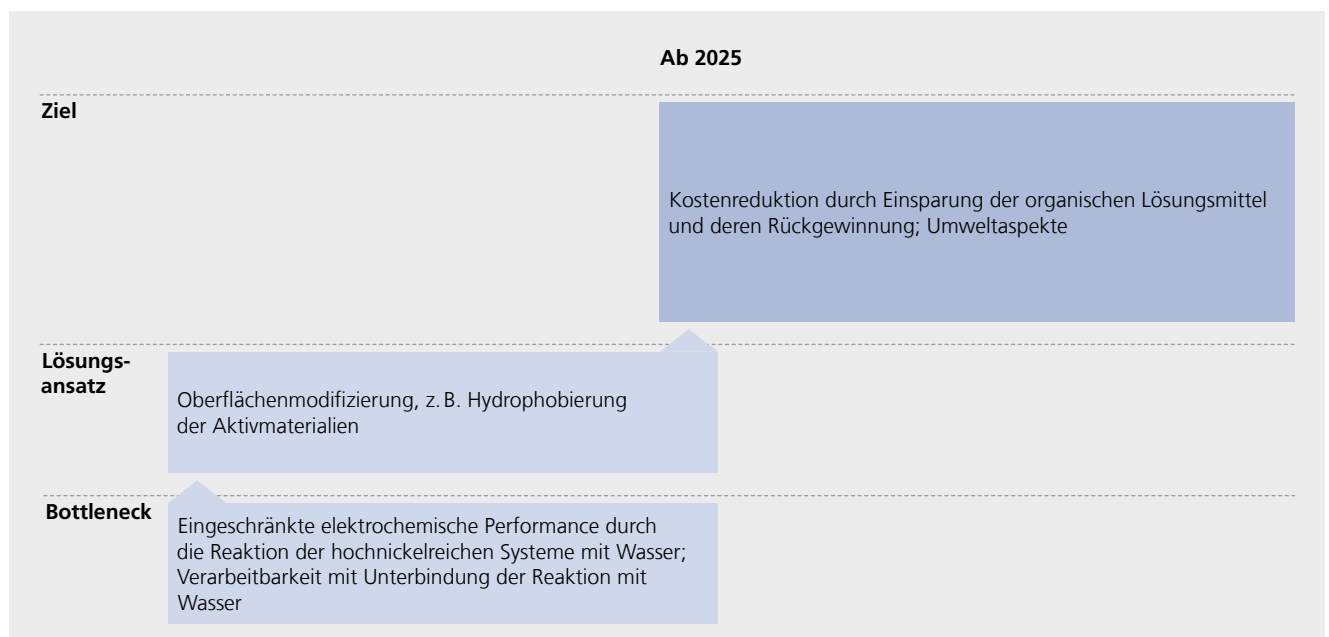 Ab 2025
Ziel
Kostenreduktion durch Einsparung der organischen Lösungsmittel
und deren Rückgewinnung; Umweltaspekte
Lösungs-
ansatz
Oberflächenmodifizierung, z. B. Hydrophobierung
der Aktivmaterialien
Bottleneck
Eingeschränkte elektrochemische Performance durch
die Reaktion der hochnickelreichen Systeme mit Wasser;
Verarbeitbarkeit mit Unterbindung der Reaktion mit
Wasser